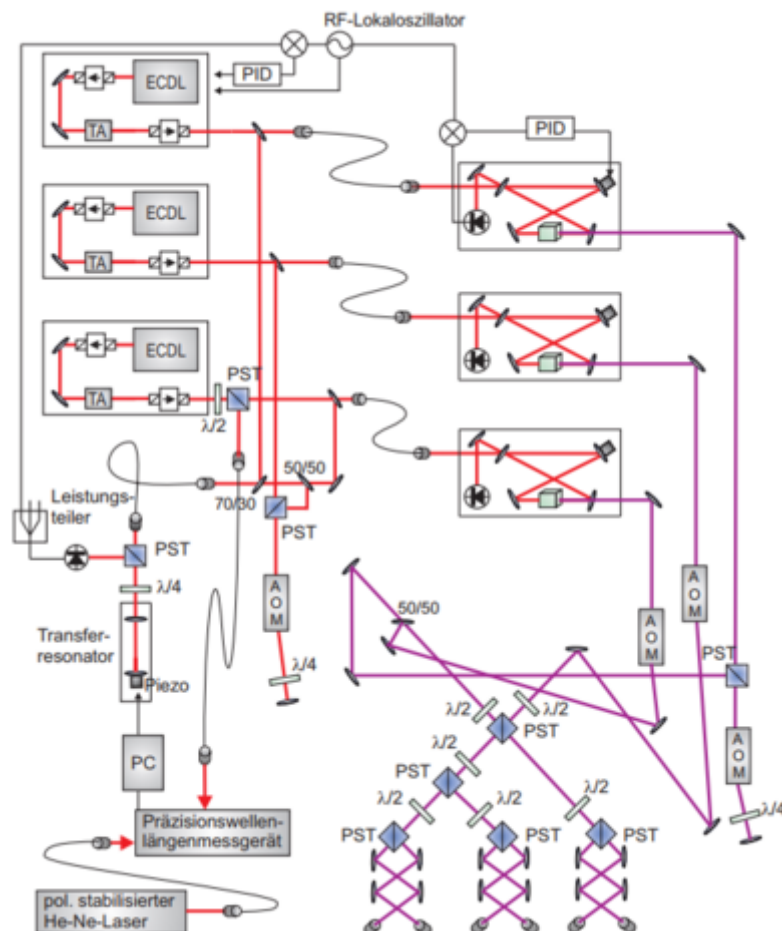 RF-Lokaloszillator
ECDL
PID
TA
PID
ECDL
TA
ECDL
PST
TA
λ/2
50/50
70/30
Leistungs-
teiler
PST
PST
λ/4
AOM
AOM
AOM
50/50
Transfer-
resonator
PST
λ/4
Piezo
λ/2
λ/2
PST
AOM
PC
λ/2
PST
λ/4
λ/2
λ/2
λ/2
Präzisionswellen-
längenmessgerät
PST
PST
PST
pol. stabilisierter
He-Ne-Laser